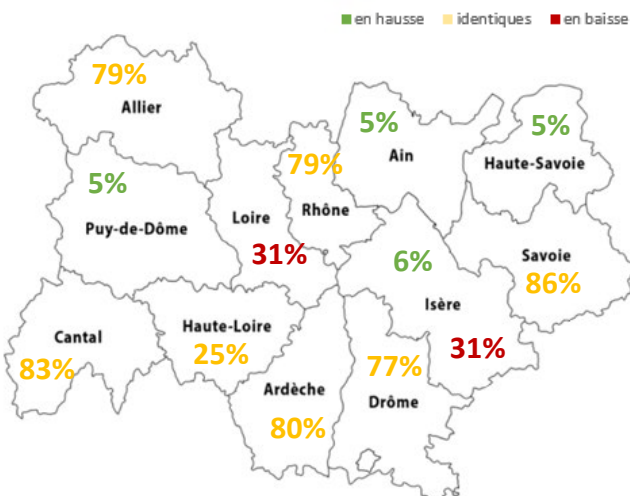 en hausse identiques en baisse
79%
Allier
5%
Ain
5%
Haute-Savoie
79%
Rhône
5%
Puy-de-Dôme
Loire
31%
6%
Isère
31%
Savoie
86%
Cantal
83%
Haute-Loire
25%
Ardèche
80%
77%
Drôme